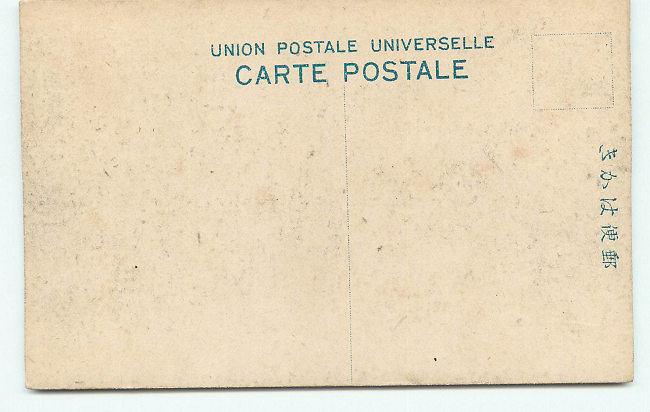 UNION POSTALE UNIVERSELLE
CARTE POSTALE
郵便はかき